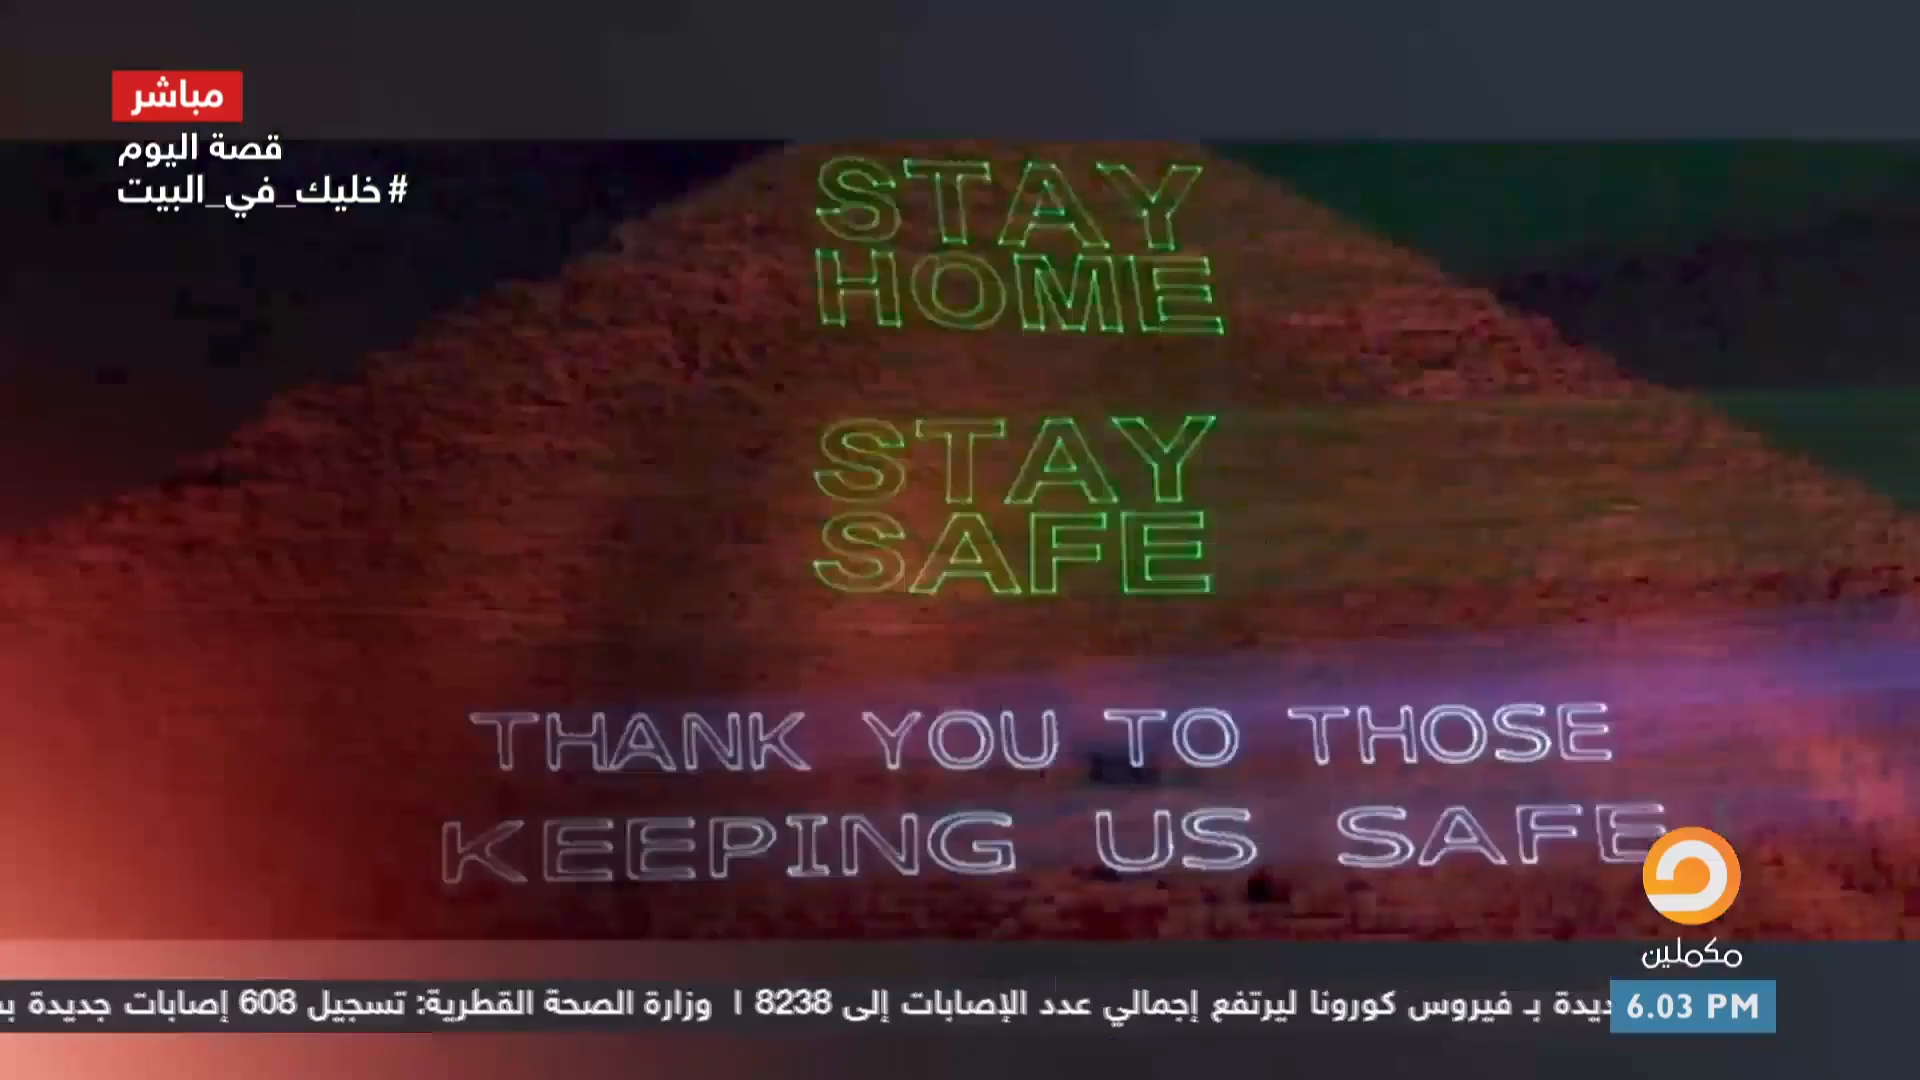 مباشر
قصة اليوم
#خليك_في_البيت
STAY
HOME
STAY
SAFE
THANK YOU TO THOSE
KEEPING US SAFE
مكملين
بـ فيروس كورونا ليرتفع إجمالي عدد الإصابات إلى 8238 | وزارة الصحة القطرية: تسجيل 608 إصابات جديدة
6.03 PM